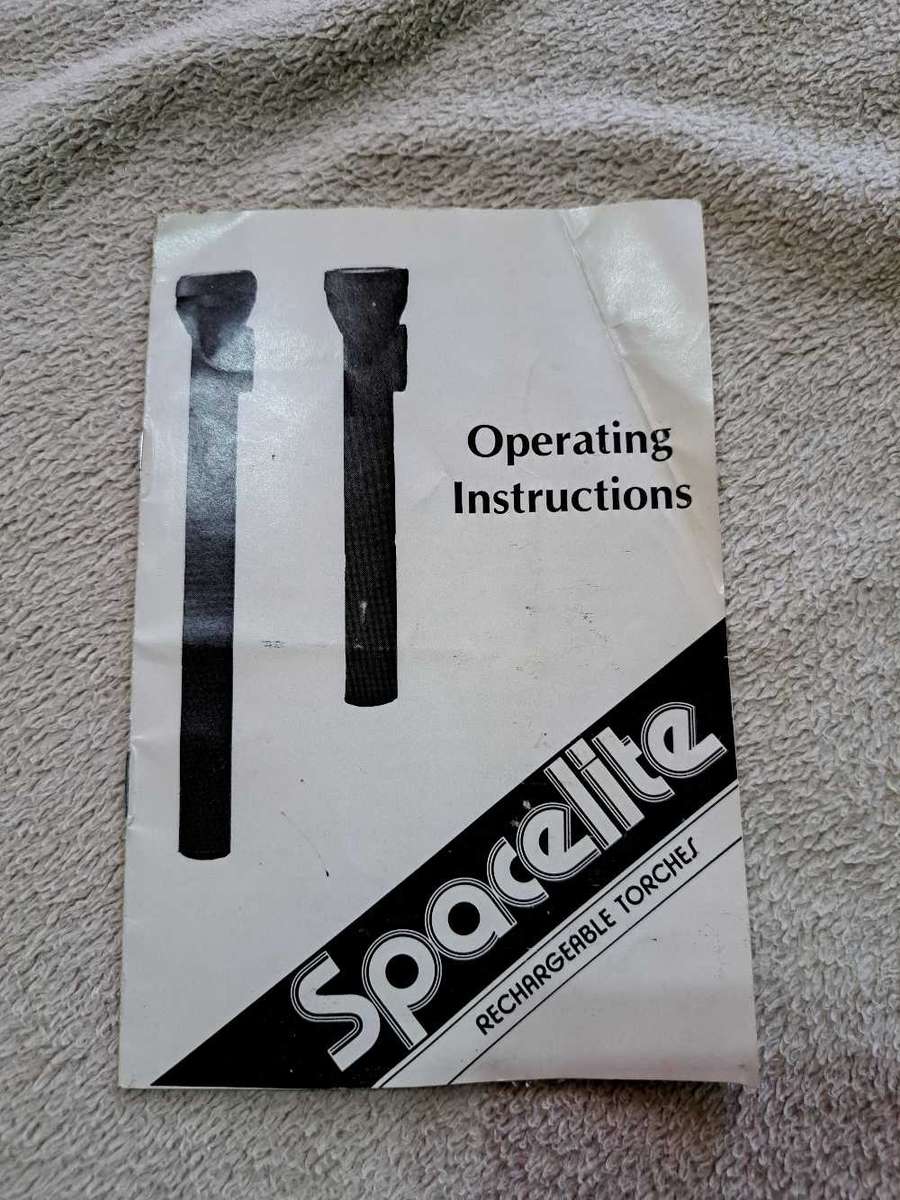 Operating
Instructions
Spacelite
RECHARGEABLE TORCHES